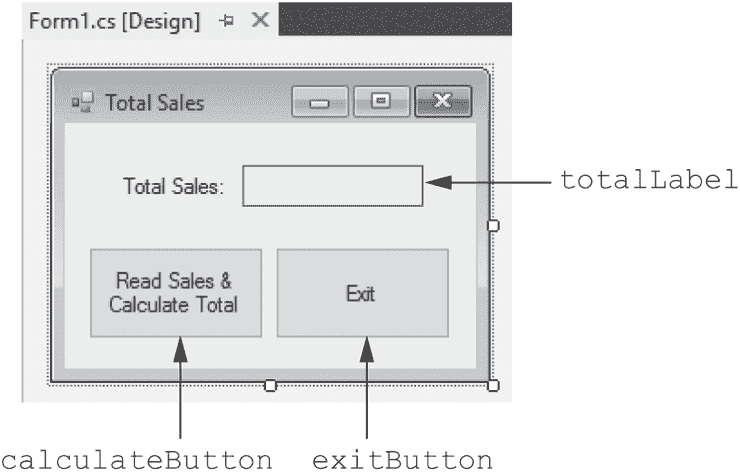 Form1.cs [Design]
Total Sales
Total Sales:
totalLabel
Read Sales &
Calculate Total
Exit
calculateButton
exitButton